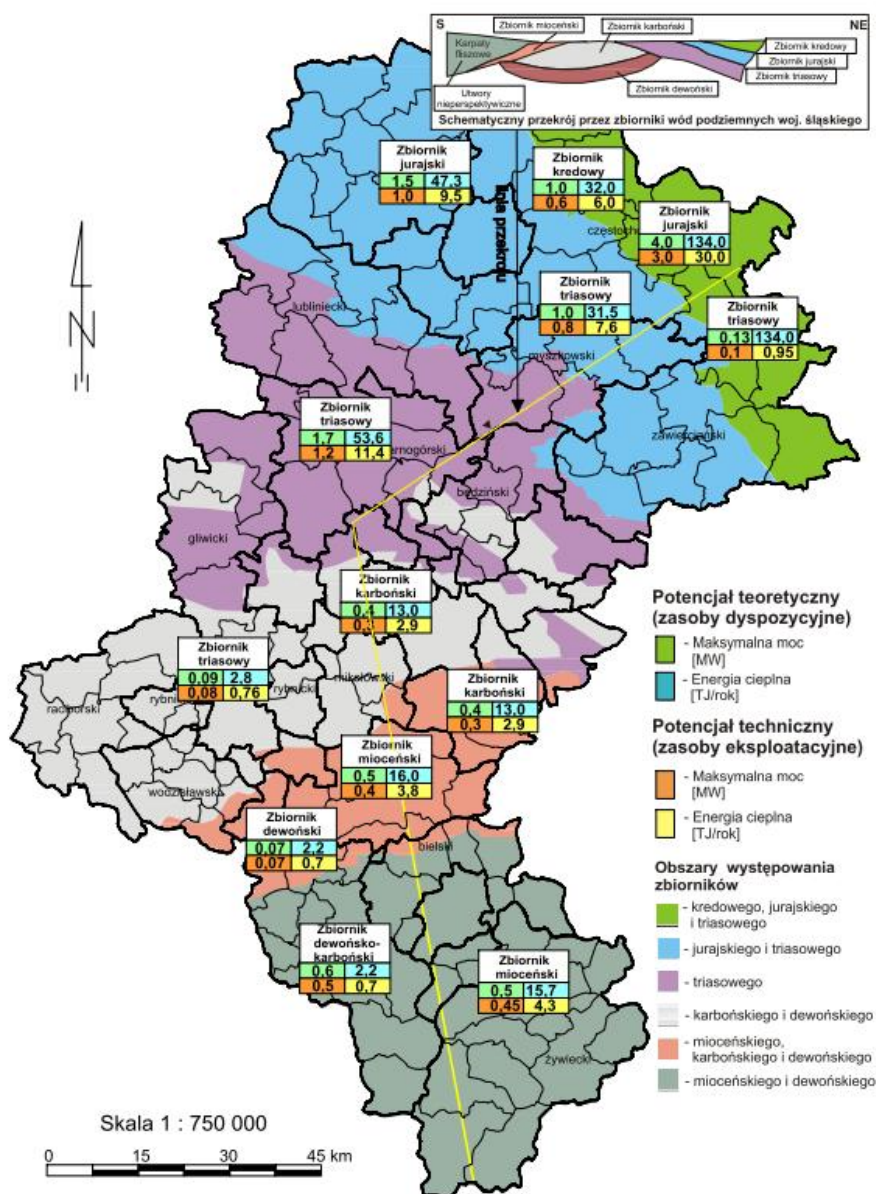 S
NE
Zbiornik mioceński
Zbiornik karboński
Karpaty
fliszowe
Zbiornik kredowy
Zbiornik jurajski
Zbiornik triasowy
Utwory
nieperspektywiczne
Zbiornik dewoński
Schematyczny przekrój przez zbiorniki wód podziemnych woj. śląskiego
linia przekroju
N
Zbiornik
jurajski
1,5 47,3
1,0 9,5
Zbiornik
kredowy
1,0 32,0
0,6 6,0
częstocho
Zbiornik
jurajski
4,0 134,0
3,0 30,0
Zbiornik
triasowy
1,0 31,5
0,8 7,6
Zbiornik
triasowy
0,13 134,0
0,1 0,95
lubliniecki
myszkowski
Zbiornik
triasowy
1,7 53,6
1,2 11,4
arnogórski
zawierciański
będziński
gliwicki
Zbiornik
karboński
0,4 13,0
0,3 2,9
Zbiornik
triasowy
0,09 2,8
0,08 0,76
raciborski
rybni
rybnicki
mikołowski
Zbiornik
karboński
0,4 13,0
0,3 2,9
Zbiornik
mioceński
0,5 16,0
0,4 3,8
wodzisławski
Zbiornik
dewoński
0,07 2,2
0,07 0,7
bielski
Zbiornik
dewońsko-
karboński
0,6 2,2
0,5 0,7
Zbiornik
mioceński
0,5 15,7
0,45 4,3
żywiecki
Potencjał teoretyczny
(zasoby dyspozycyjne)
- Maksymalna moc
[MW]
- Energia cieplna
[TJ/rok]
Potencjał techniczny
(zasoby eksploatacyjne)
- Maksymalna moc
[MW]
- Energia cieplna
[TJ/rok]
Obszary występowania
zbiorników
- kredowego, jurajskiego
i triasowego
- jurajskiego i triasowego
- triasowego
- karbońskiego i dewońskiego
- mioceńskiego,
karbońskiego i dewońskiego
- mioceńskiego i dewońskiego
Skala 1 : 750 000
0 15 30 45 km